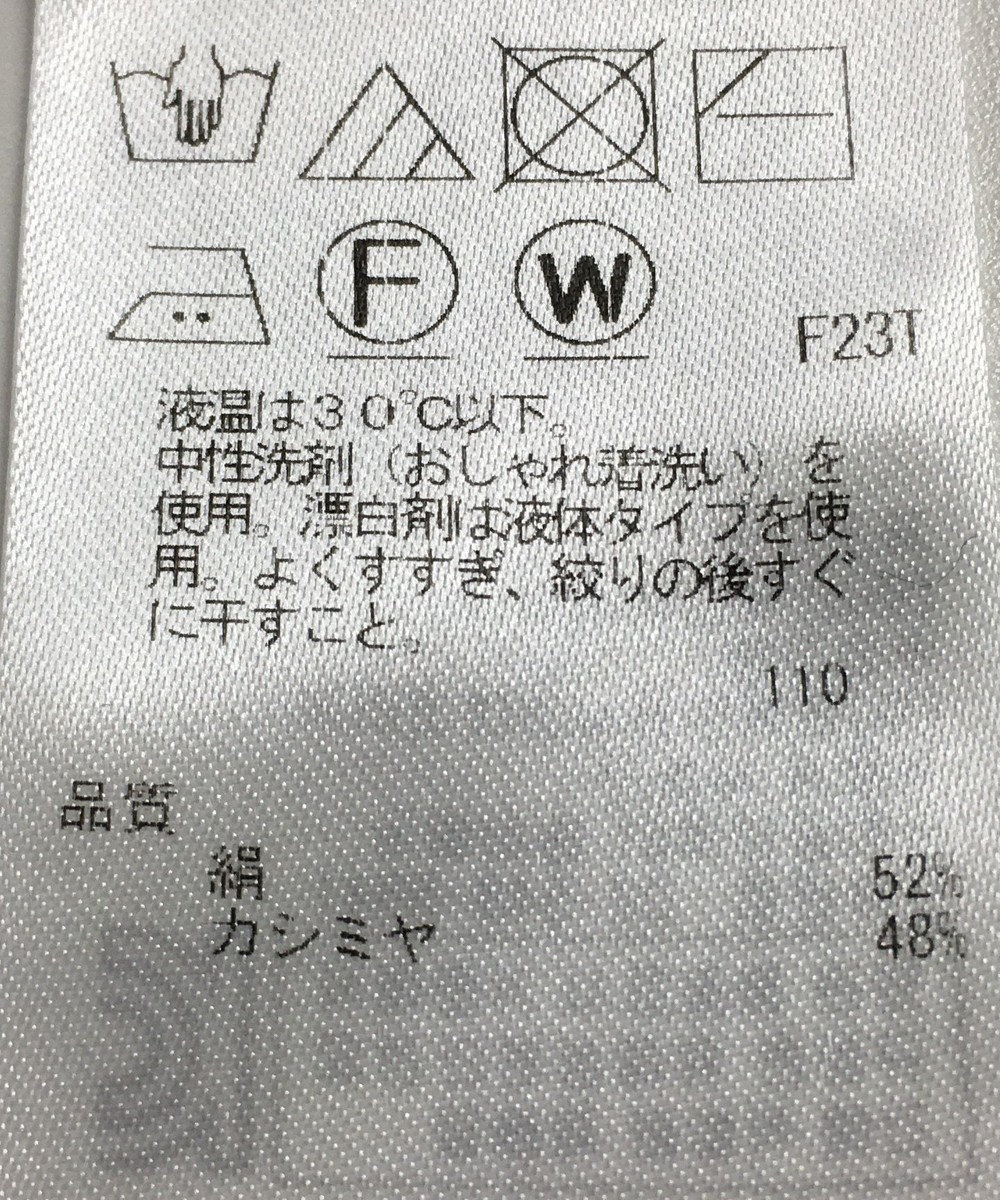 F W F23T
液温は30℃以下。
中性洗剤（おしゃれ着洗い）を
使用。漂白剤は液体タイプを使
用。よくすすぎ、絞りの後すぐ
に干すこと。
110
品質
絹 52%
カシミヤ 48%